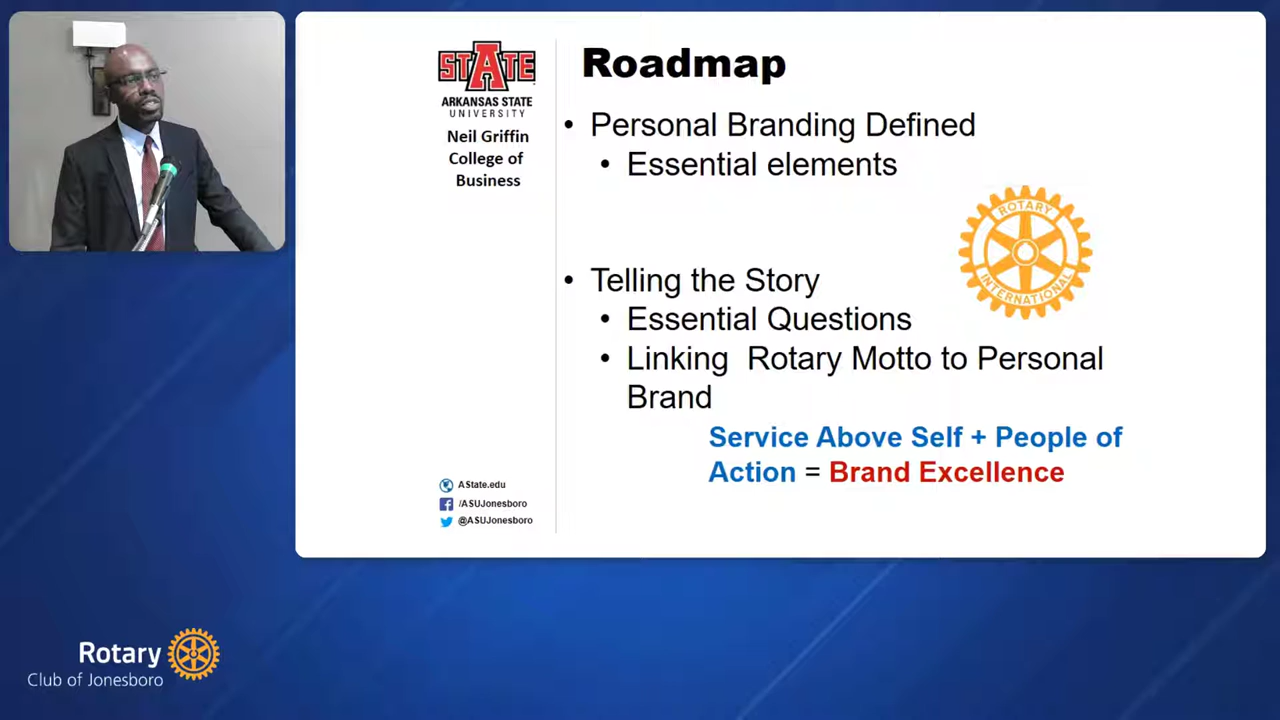 STATE
ARKANSAS STATE
UNIVERSITY
Neil Griffin
College of
Business
Roadmap
• Personal Branding Defined
• Essential elements
ROTARY
INTERNATIONAL
• Telling the Story
• Essential Questions
• Linking Rotary Motto to Personal
Brand
Service Above Self + People of
Action = Brand Excellence
AState.edu
/ASUJonesboro
@ASUJonesboro
Rotary
Club of Jonesboro